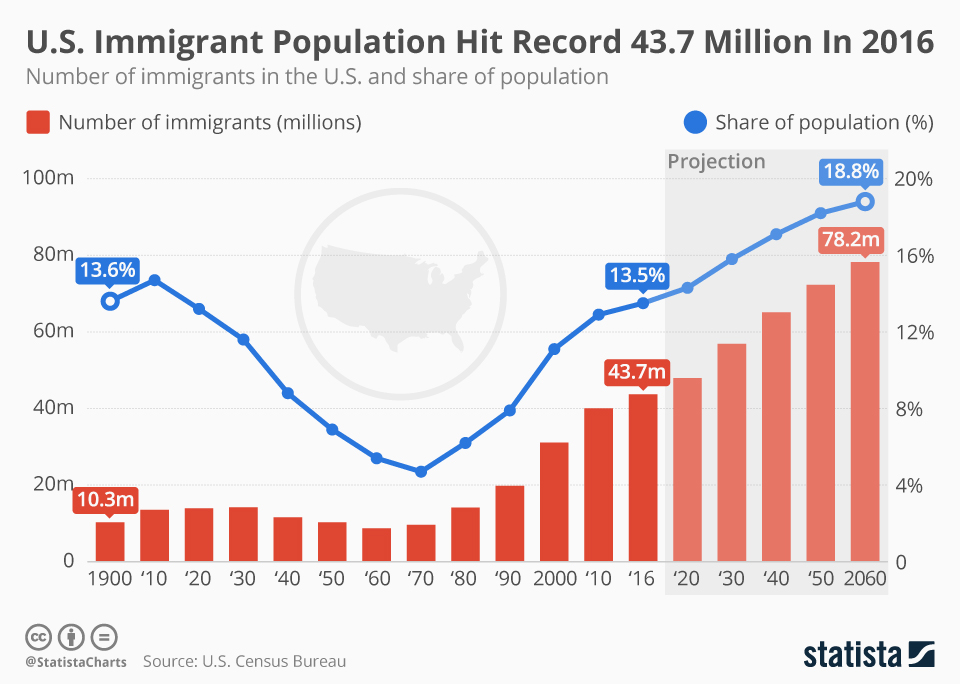 U.S. Immigrant Population Hit Record 43.7 Million In 2016
Number of immigrants in the U.S. and share of population
Number of immigrants (millions)
Share of population (%)
Projection
100m
80m
60m
40m
20m
0
20%
16%
12%
8%
4%
0
13.6%
13.5%
18.8%
10.3m
43.7m
78.2m
1900 ‘10 ‘20 ‘30 ‘40 ‘50 ‘60 ‘70 ‘80 ‘90 2000 ‘10 ‘16 ‘20 ‘30 ‘40 ‘50 2060
cc
@StatistaCharts Source: U.S. Census Bureau
statista